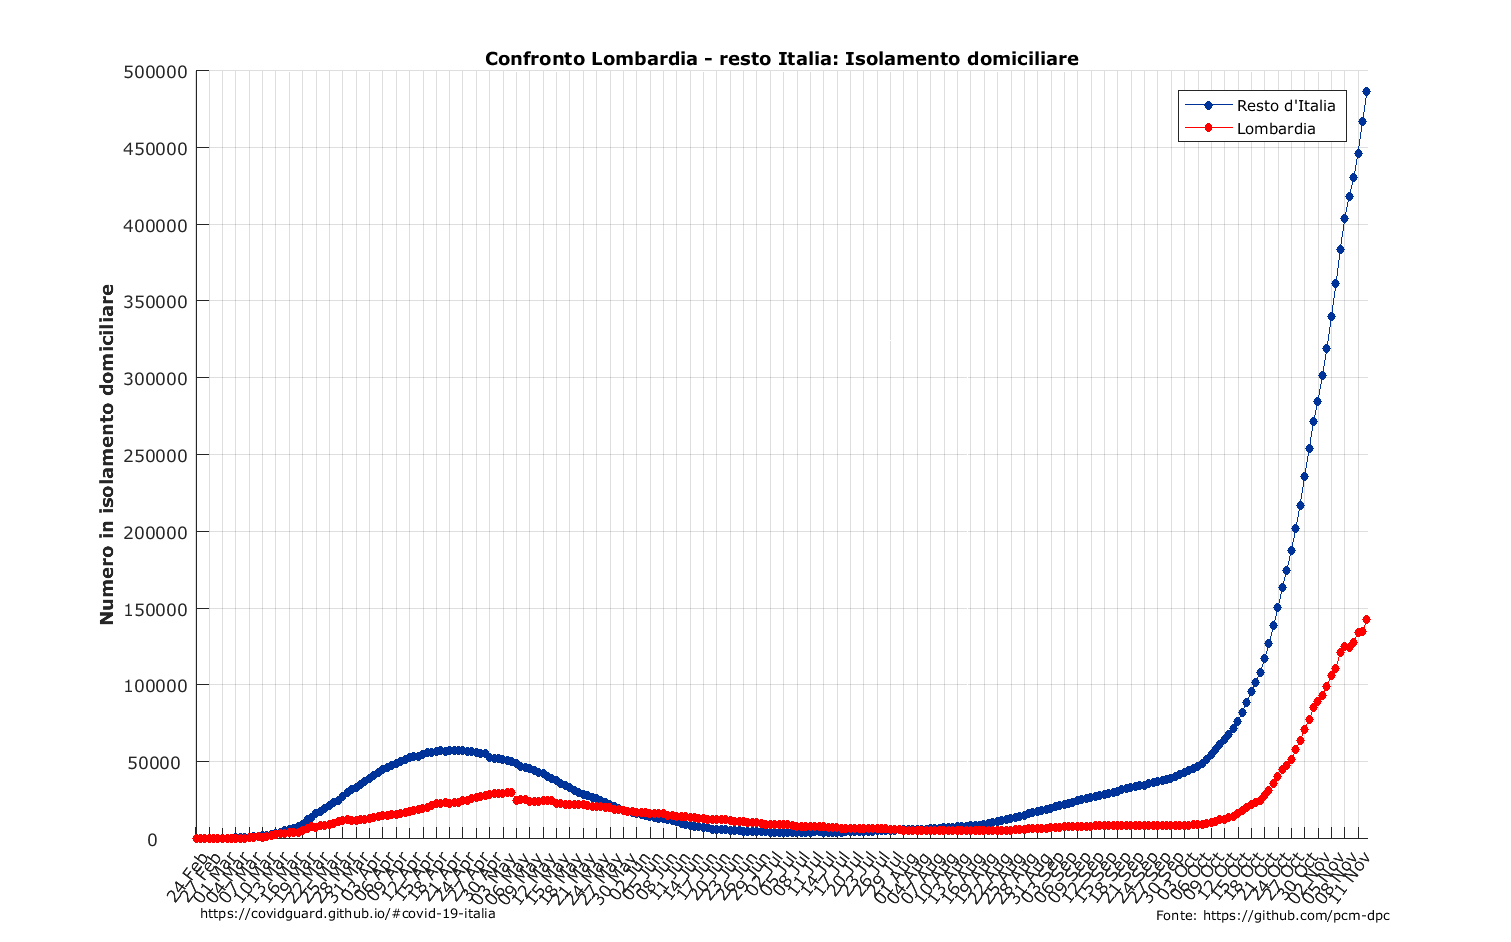 Confronto Lombardia - resto Italia: Isolamento domiciliare
Resto d'Italia
Lombardia
Numero in isolamento domiciliare
500000
450000
400000
350000
300000
250000
200000
150000
100000
50000
0
24 Feb
27 Feb
01 Mar
04 Mar
07 Mar
10 Mar
13 Mar
16 Mar
19 Mar
22 Mar
25 Mar
28 Mar
31 Mar
03 Apr
06 Apr
09 Apr
12 Apr
15 Apr
18 Apr
21 Apr
24 Apr
27 Apr
30 Apr
03 May
06 May
09 May
12 May
15 May
18 May
21 May
24 May
27 May
30 May
02 Jun
05 Jun
08 Jun
11 Jun
14 Jun
17 Jun
20 Jun
23 Jun
26 Jun
29 Jun
02 Jul
05 Jul
08 Jul
11 Jul
14 Jul
17 Jul
20 Jul
23 Jul
26 Jul
29 Jul
01 Aug
04 Aug
07 Aug
10 Aug
13 Aug
16 Aug
19 Aug
22 Aug
25 Aug
28 Aug
31 Aug
03 Sep
06 Sep
09 Sep
12 Sep
15 Sep
18 Sep
21 Sep
24 Sep
27 Sep
30 Sep
03 Oct
06 Oct
09 Oct
12 Oct
15 Oct
18 Oct
21 Oct
24 Oct
27 Oct
30 Oct
02 Nov
05 Nov
08 Nov
11 Nov
https://covidguard.github.io/#covid-19-italia
Fonte: https://github.com/pcm-dpc